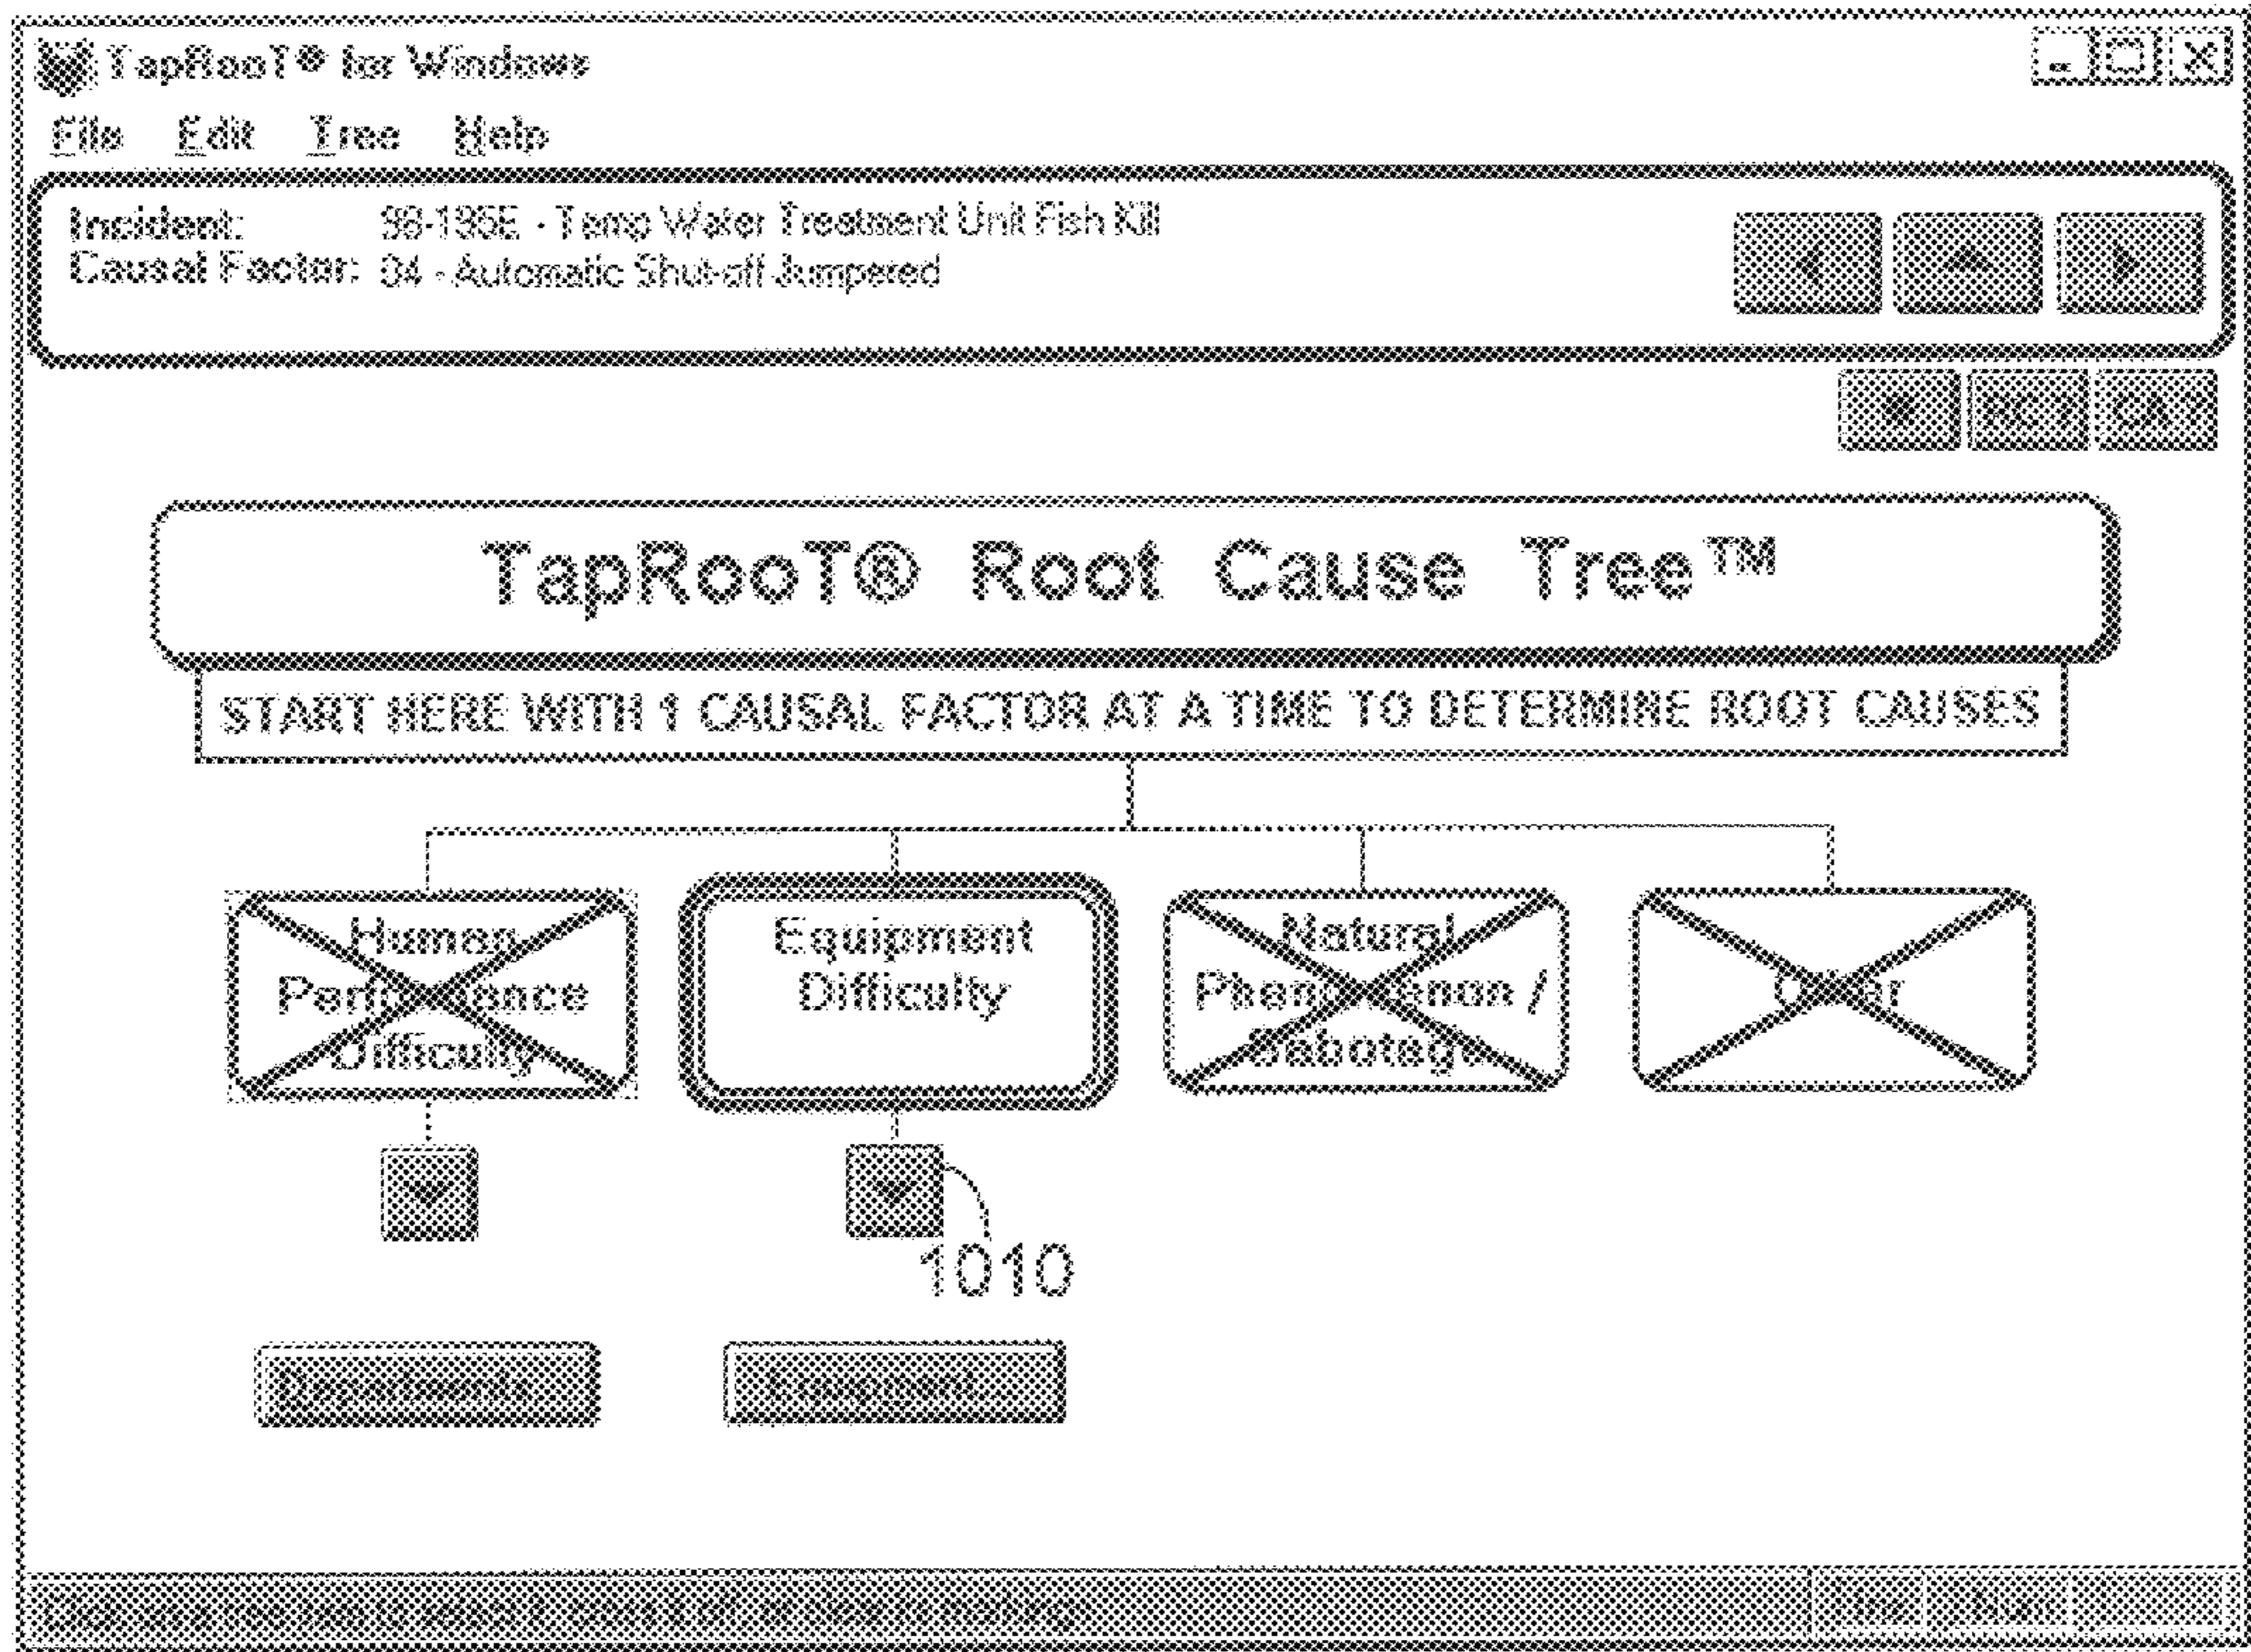 TapRooT® for Windows
File Edit Tree Help
Incident: 98-196E - Temp Water Treatment Unit Fish Kill
Causal Factor: 04 - Automatic Shut-off Jumpered
TapRooT® Root Cause Tree™
START HERE WITH 1 CAUSAL FACTOR AT A TIME TO DETERMINE ROOT CAUSES
Human
Performance
Difficulty
Equipment
Difficulty
Natural
Phenomenon /
Sabotage
Other
1010
Departments...
Equipment...